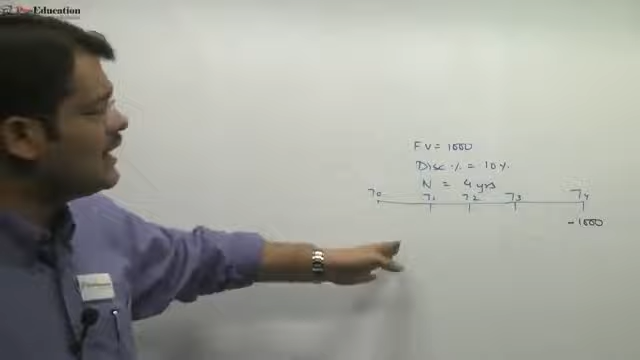 Education
FV = 1000
Disc % = 10%
N = 4 yrs
T0 T1 T2 T3 T4
-1000